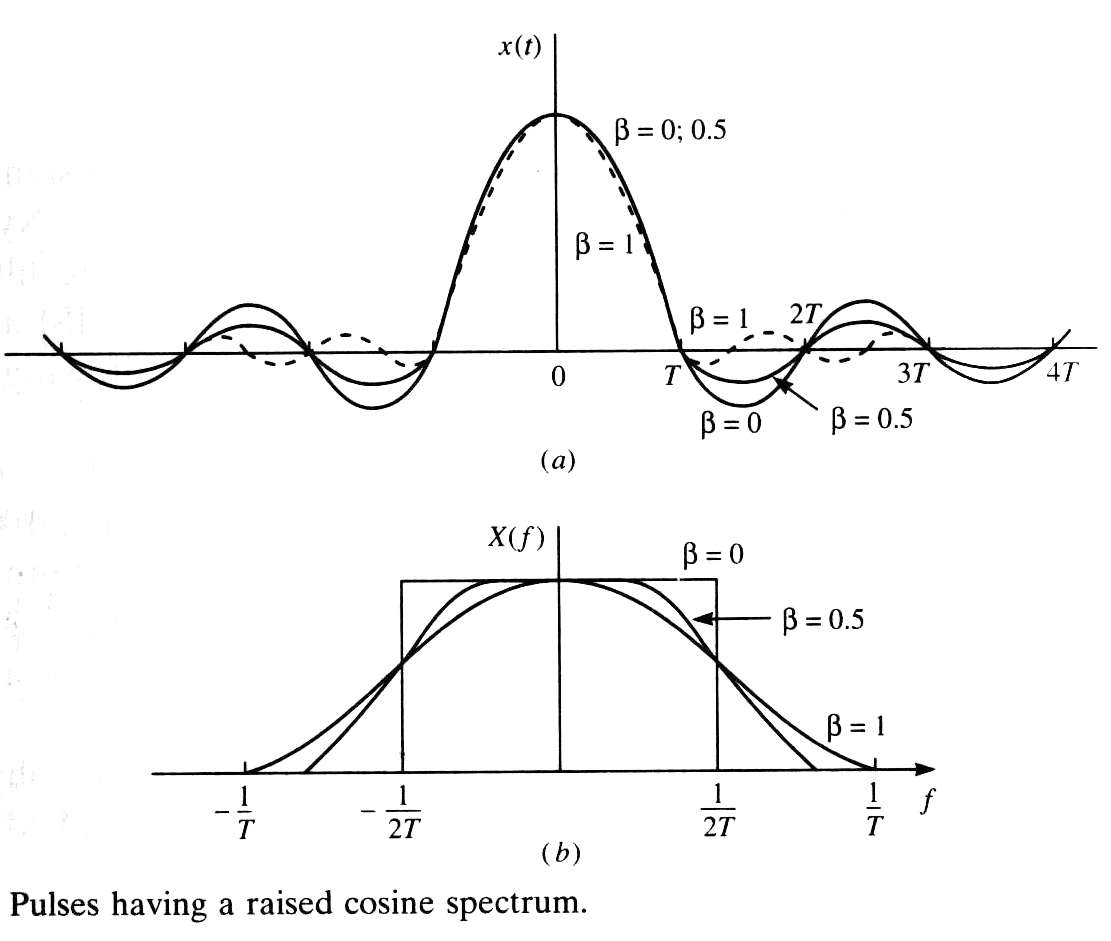 x(t)
β = 0; 0.5
β = 1
β = 1
2T
0
T
3T
4T
β = 0
β = 0.5
(a)
X(f)
β = 0
β = 0.5
β = 1
-1/T
-1/2T
1/2T
1/T
f
(b)
Pulses having a raised cosine spectrum.